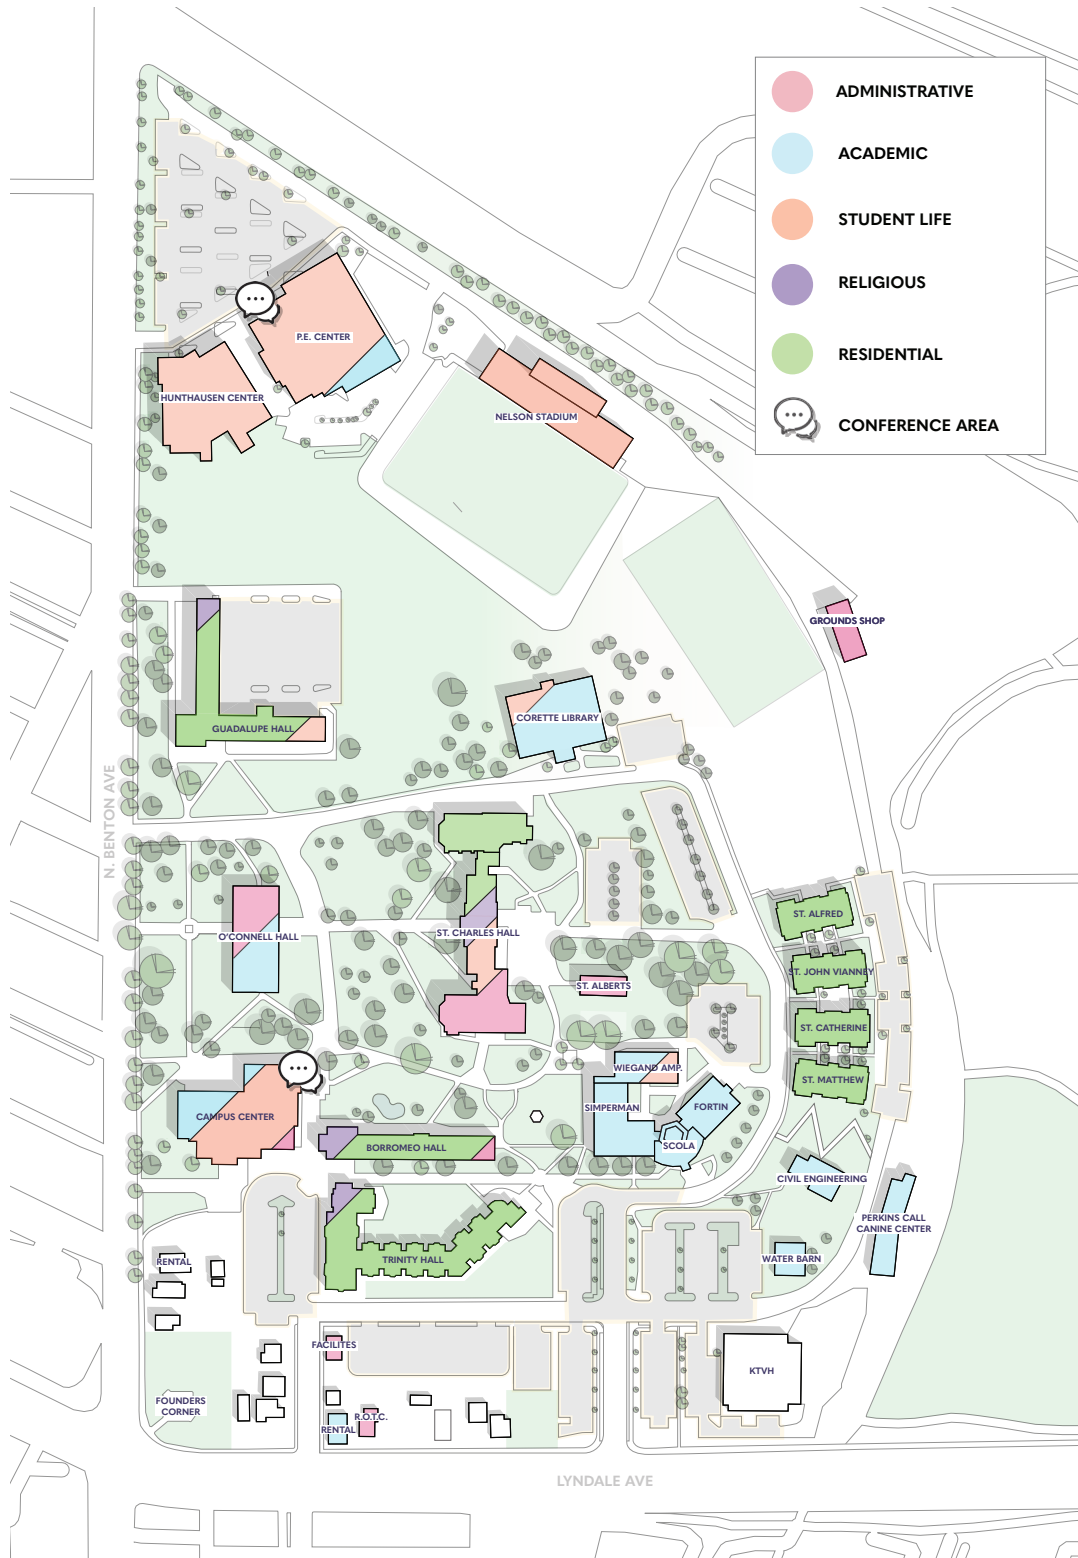 ADMINISTRATIVE
ACADEMIC
STUDENT LIFE
RELIGIOUS
RESIDENTIAL
CONFERENCE AREA
P.E. CENTER
HUNTHAUSEN CENTER
NELSON STADIUM
GROUNDS SHOP
CORETTE LIBRARY
GUADALUPE HALL
N. BENTON AVE
ST. ALFRED
O'CONNELL HALL
ST. CHARLES HALL
ST. JOHN VIANNEY
ST. ALBERTS
ST. CATHERINE
WIEGAND AMP.
ST. MATTHEW
SIMPERMAN
FORTIN
CAMPUS CENTER
SCOLA
BORROMEO HALL
CIVIL ENGINEERING
PERKINS CALL
CANINE CENTER
TRINITY HALL
WATER BARN
RENTAL
FACILITES
KTVH
FOUNDERS
CORNER
R.O.T.C.
RENTAL
LYNDALE AVE